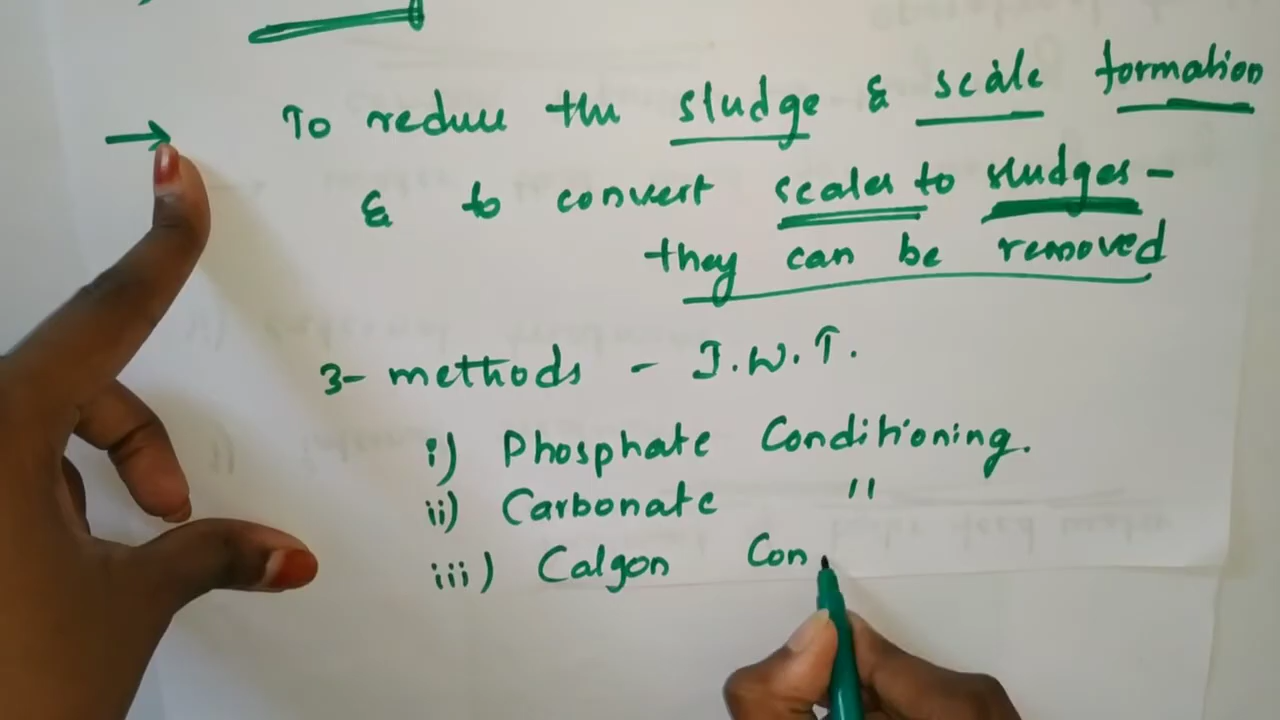 → To reduce the sludge & scale formation
& to convert scales to sludges -
they can be removed
3- methods - I.W.T.
i) Phosphate Conditioning.
ii) Carbonate "
iii) Calgon Con